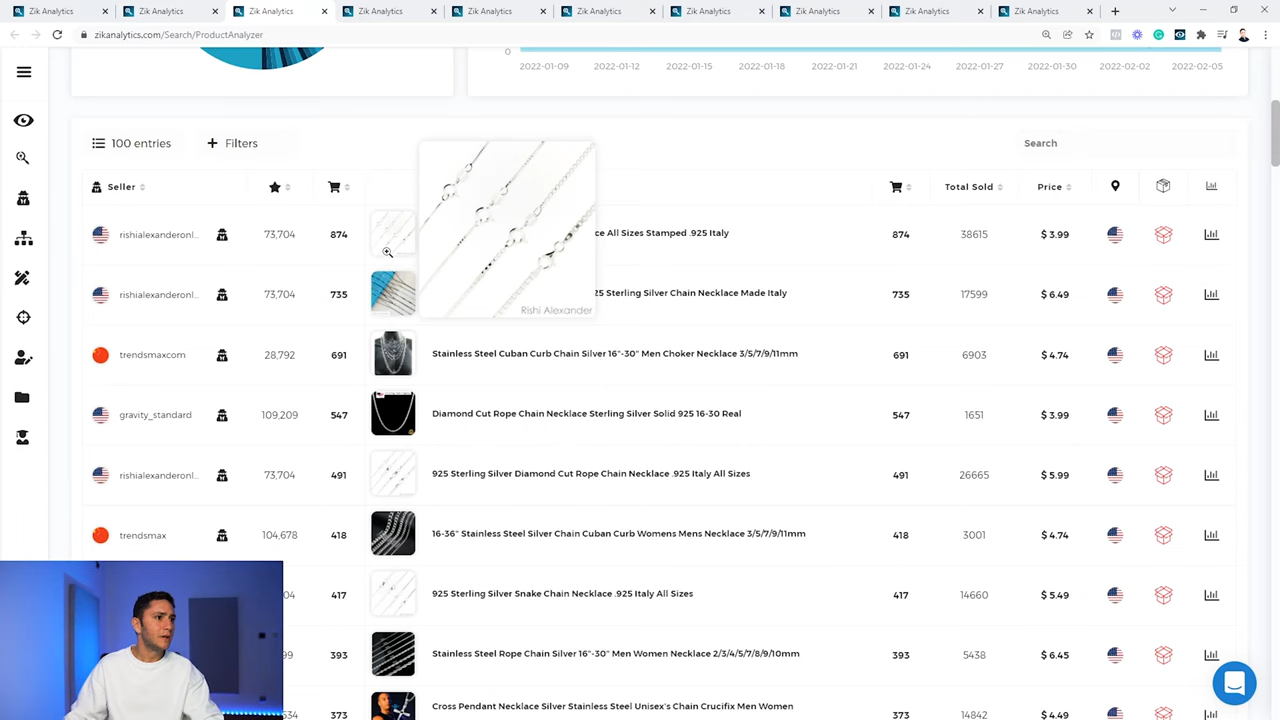 Zik Analytics
Zik Analytics
Zik Analytics
Zik Analytics
Zik Analytics
Zik Analytics
Zik Analytics
Zik Analytics
Zik Analytics
Zik Analytics
zikanalytics.com/Search/ProductAnalyzer
0
2022-01-09 2022-01-12 2022-01-15 2022-01-18 2022-01-21 2022-01-24 2022-01-27 2022-01-30 2022-02-02 2022-02-05
100 entries + Filters Search
Seller Total Sold Price
rishialexanderonl... 73,704 874 ce All Sizes Stamped .925 Italy 874 38615 $ 3.99
rishialexanderonl... 73,704 735 25 Sterling Silver Chain Necklace Made Italy 735 17599 $ 6.49
Rishi Alexander
trendsmaxcom 28,792 691 Stainless Steel Cuban Curb Chain Silver 16"-30" Men Choker Necklace 3/5/7/9/11mm 691 6903 $ 4.74
gravity_standard 109,209 547 Diamond Cut Rope Chain Necklace Sterling Silver Solid 925 16-30 Real 547 1651 $ 3.99
rishialexanderonl... 73,704 491 925 Sterling Silver Diamond Cut Rope Chain Necklace .925 Italy All Sizes 491 26665 $ 5.99
trendsmax 104,678 418 16-36" Stainless Steel Silver Chain Cuban Curb Womens Mens Necklace 3/5/7/9/11mm 418 3001 $ 4.74
04 417 925 Sterling Silver Snake Chain Necklace .925 Italy All Sizes 417 14660 $ 5.49
99 393 Stainless Steel Rope Chain Silver 16"-30" Men Women Necklace 2/3/4/5/7/8/9/10mm 393 5438 $ 6.45
634 373 Cross Pendant Necklace Silver Stainless Steel Unisex's Chain Crucifix Men Women 373 14842 $ 4.49